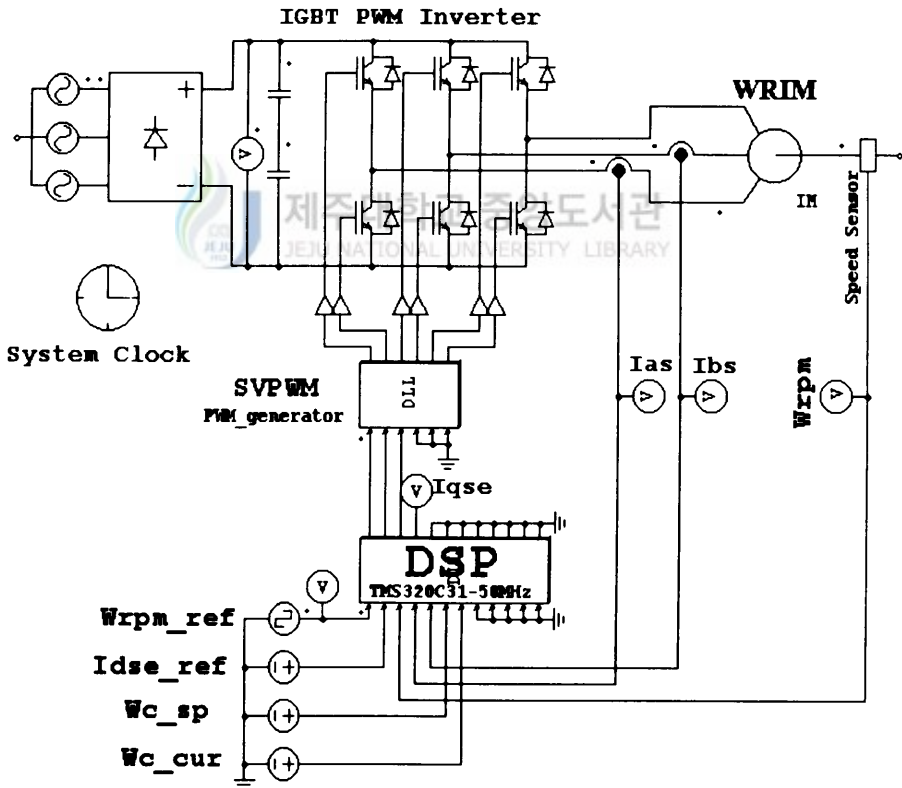 IGBT PWM Inverter
WRIM
IM
Speed Sensor
제주대학교 중앙도서관
JEJU NATIONAL UNIVERSITY LIBRARY
JEJU
System Clock
SVPWM
PWM_generator
DLL
Ias
Ibs
Wrpm
Iqse
DSP
TMS320C31-50MHz
Wrpm_ref
Idse_ref
Wc_sp
Wc_cur
V
V
V
V
V
V